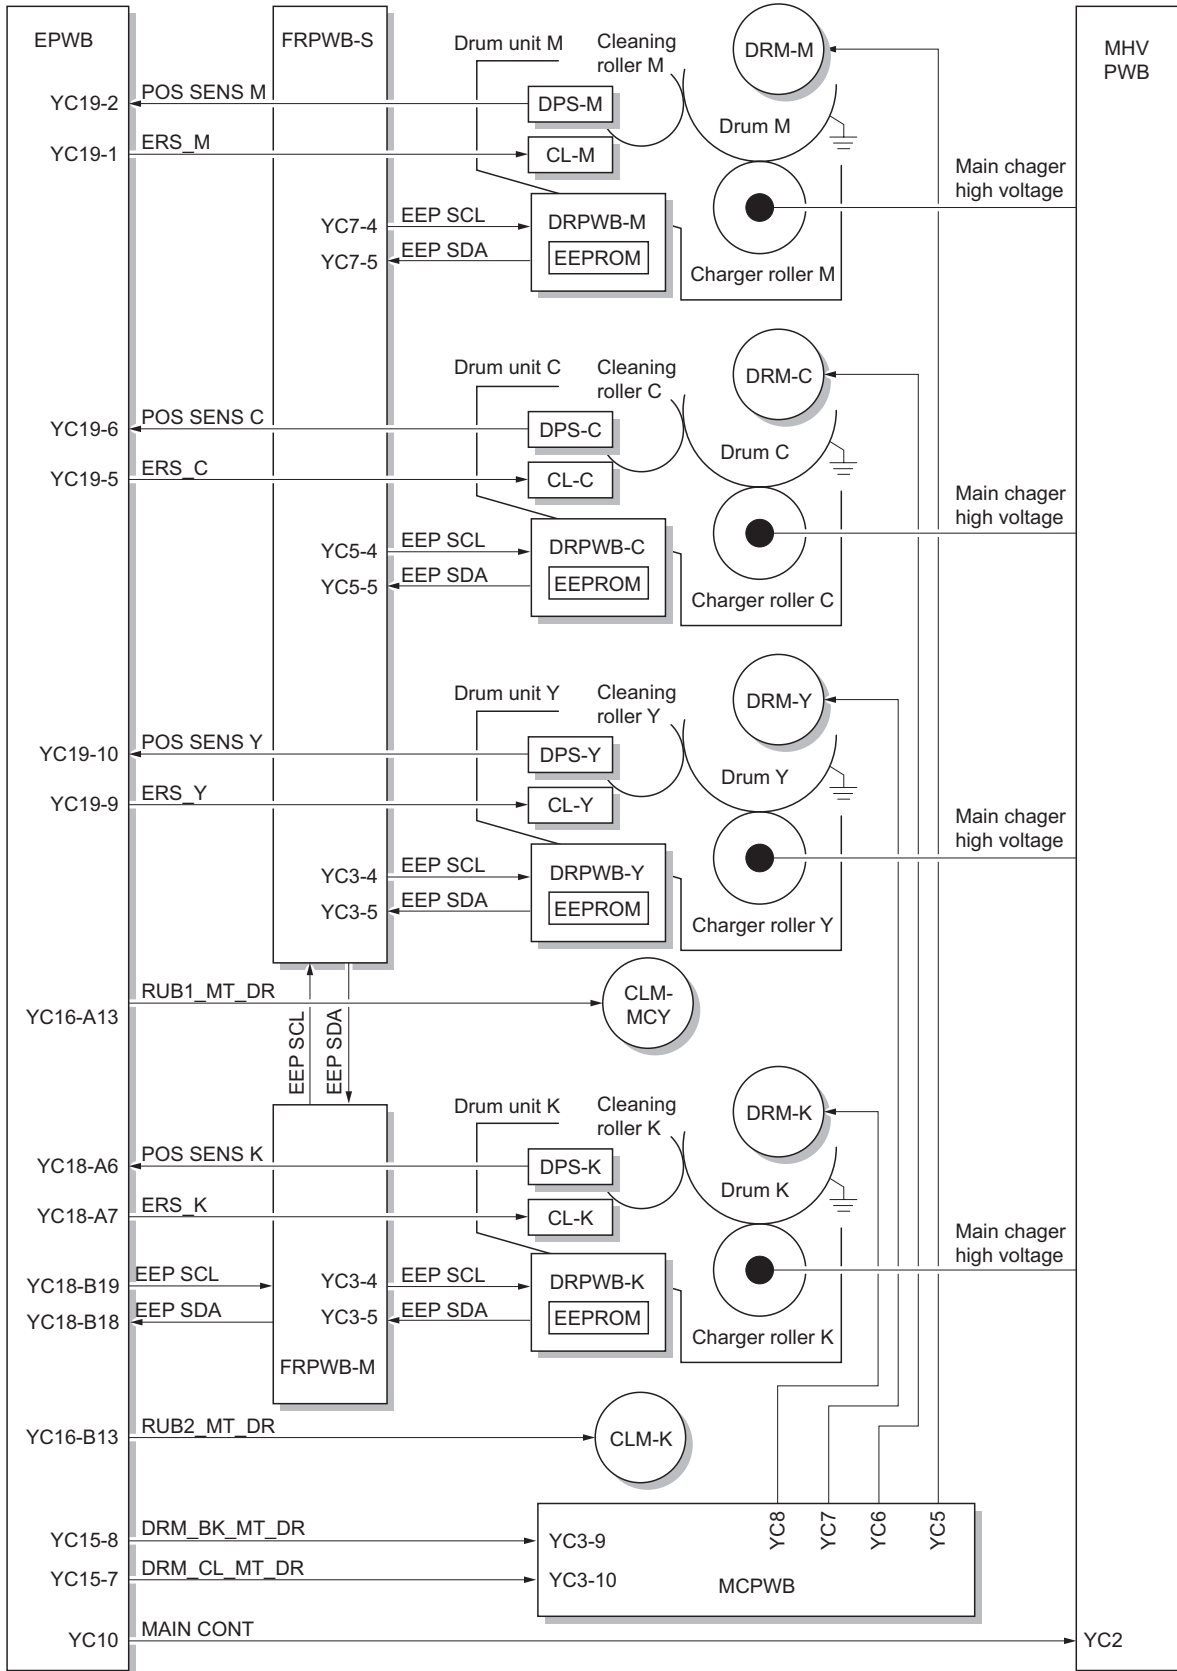 EPWB
FRPWB-S
Drum unit M
Cleaning
roller M
DRM-M
MHV
PWB
YC19-2
POS SENS M
DPS-M
Drum M
YC19-1
ERS_M
CL-M
Main chager
high voltage
YC7-4
EEP SCL
DRPWB-M
YC7-5
EEP SDA
EEPROM
Charger roller M
Drum unit C
Cleaning
roller C
DRM-C
YC19-6
POS SENS C
DPS-C
Drum C
YC19-5
ERS_C
CL-C
Main chager
high voltage
YC5-4
EEP SCL
DRPWB-C
YC5-5
EEP SDA
EEPROM
Charger roller C
Drum unit Y
Cleaning
roller Y
DRM-Y
YC19-10
POS SENS Y
DPS-Y
Drum Y
YC19-9
ERS_Y
CL-Y
Main chager
high voltage
YC3-4
EEP SCL
DRPWB-Y
YC3-5
EEP SDA
EEPROM
Charger roller Y
YC16-A13
RUB1_MT_DR
CLM-
MCY
EEP SCL
EEP SDA
Drum unit K
Cleaning
roller K
DRM-K
YC18-A6
POS SENS K
DPS-K
Drum K
YC18-A7
ERS_K
CL-K
Main chager
high voltage
YC18-B19
EEP SCL
YC3-4
EEP SCL
DRPWB-K
YC18-B18
EEP SDA
YC3-5
EEP SDA
EEPROM
Charger roller K
FRPWB-M
YC16-B13
RUB2_MT_DR
CLM-K
YC8
YC7
YC6
YC5
YC15-8
DRM_BK_MT_DR
YC3-9
YC15-7
DRM_CL_MT_DR
YC3-10
MCPWB
YC10
MAIN CONT
YC2